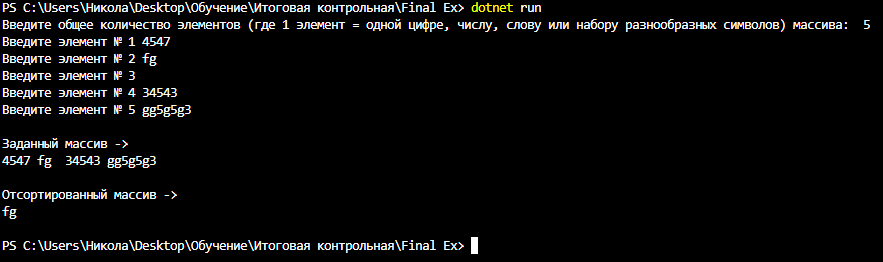 PS C:\Users\Никола\Desktop\Обучение\Итоговая контрольная\Final Ex> dotnet run
Введите общее количество элементов (где 1 элемент = одной цифре, числу, слову или набору разнообразных символов) массива:  5
Введите элемент № 1 4547
Введите элемент № 2 fg
Введите элемент № 3
Введите элемент № 4 34543
Введите элемент № 5 gg5g5g3
Заданный массив ->
4547 fg  34543 gg5g5g3
Отсортированный массив ->
fg
PS C:\Users\Никола\Desktop\Обучение\Итоговая контрольная\Final Ex>